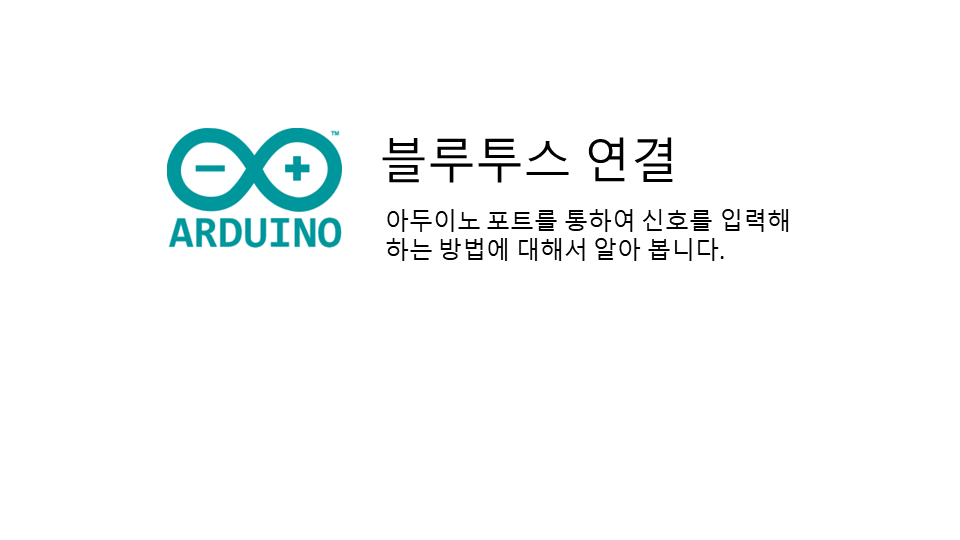 블루투스 연결
아두이노 포트를 통하여 신호를 입력해
하는 방법에 대해서 알아 봅니다.
ARDUINO
TM